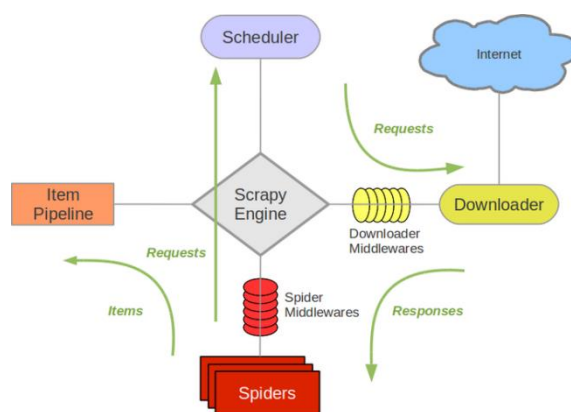 Scheduler
Internet
Requests
Item
Pipeline
Scrapy
Engine
Downloader
Downloader
Middlewares
Requests
Spider
Middlewares
Items
Responses
Spiders